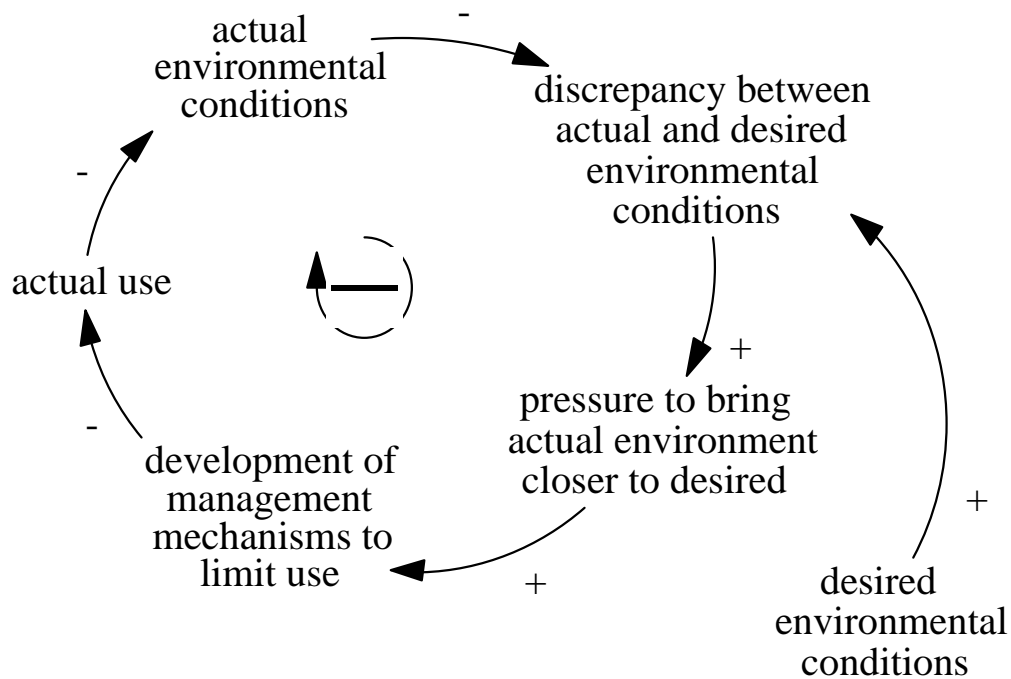 actual
environmental
conditions
-
discrepancy between
actual and desired
environmental
conditions
-
actual use
+
pressure to bring
actual environment
closer to desired
-
development of
management
mechanisms to
limit use
+
+
desired
environmental
conditions